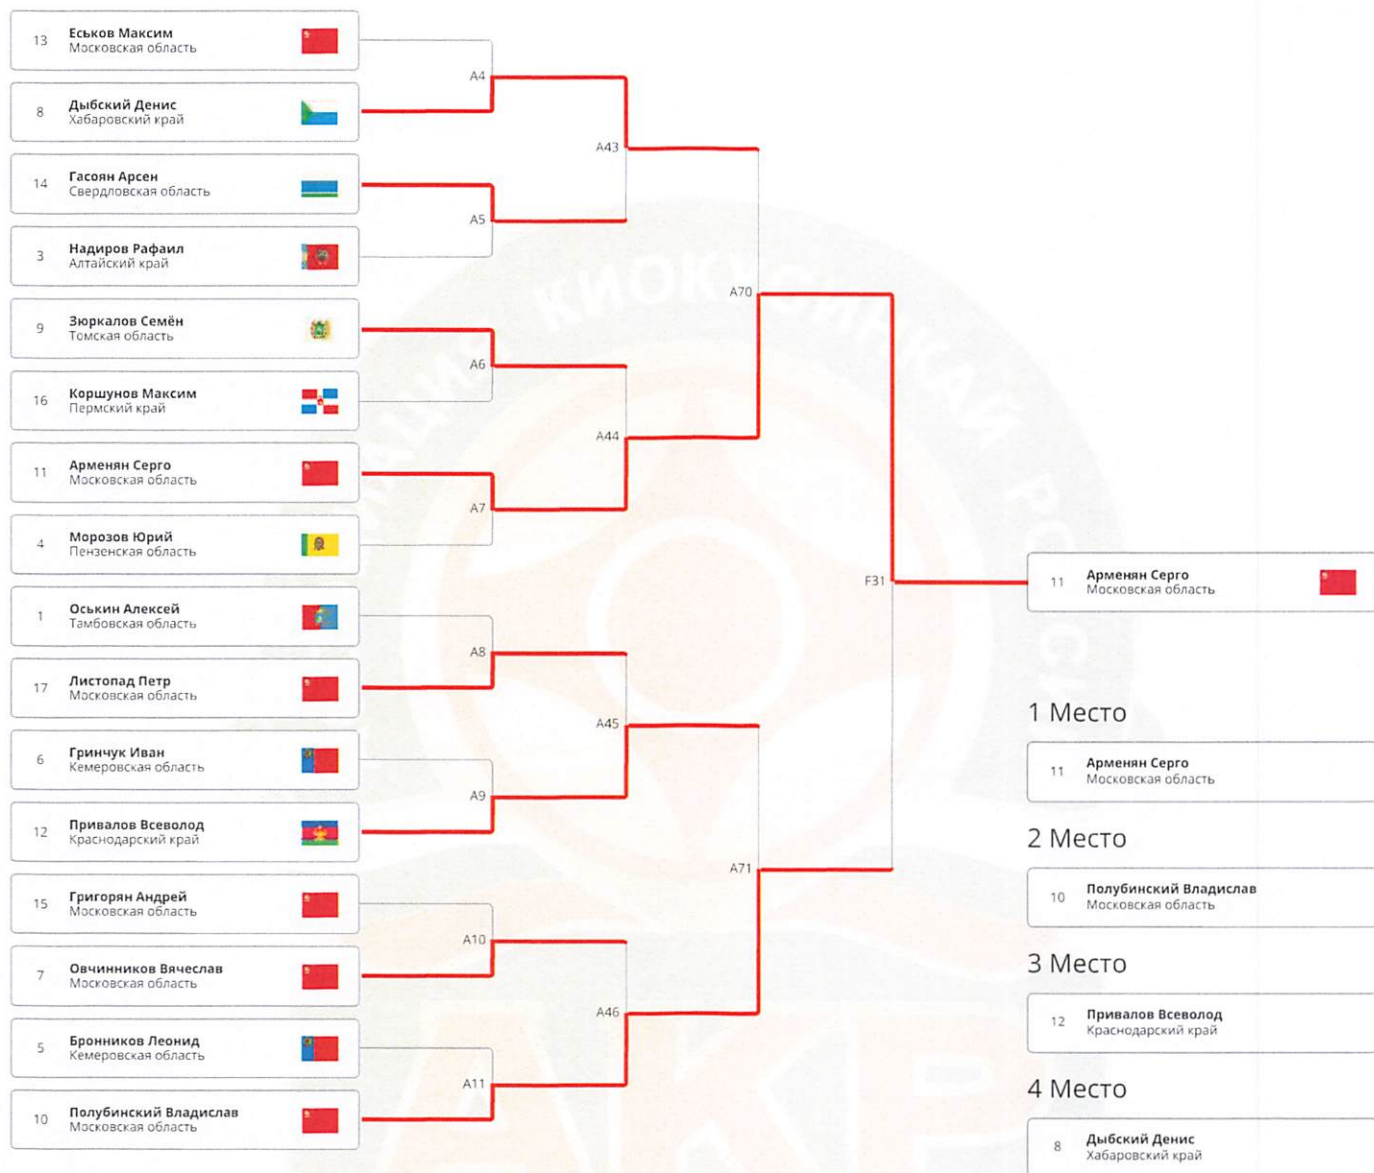 13
Еськов Максим
Московская область
8
Дыбский Денис
Хабаровский край
14
Гасоян Арсен
Свердловская область
3
Надиров Рафаил
Алтайский край
9
Зюркалов Семён
Томская область
16
Коршунов Максим
Пермский край
11
Арменян Серго
Московская область
4
Морозов Юрий
Пензенская область
1
Оськин Алексей
Тамбовская область
17
Листопад Петр
Московская область
6
Гринчук Иван
Кемеровская область
12
Привалов Всеволод
Краснодарский край
15
Григорян Андрей
Московская область
7
Овчинников Вячеслав
Московская область
5
Бронников Леонид
Кемеровская область
10
Полубинский Владислав
Московская область
A4
A5
A6
A7
A8
A9
A10
A11
A43
A44
A45
A46
A70
A71
F31
11
Арменян Серго
Московская область
1 Место
11
Арменян Серго
Московская область
2 Место
10
Полубинский Владислав
Московская область
3 Место
12
Привалов Всеволод
Краснодарский край
4 Место
8
Дыбский Денис
Хабаровский край
АКР